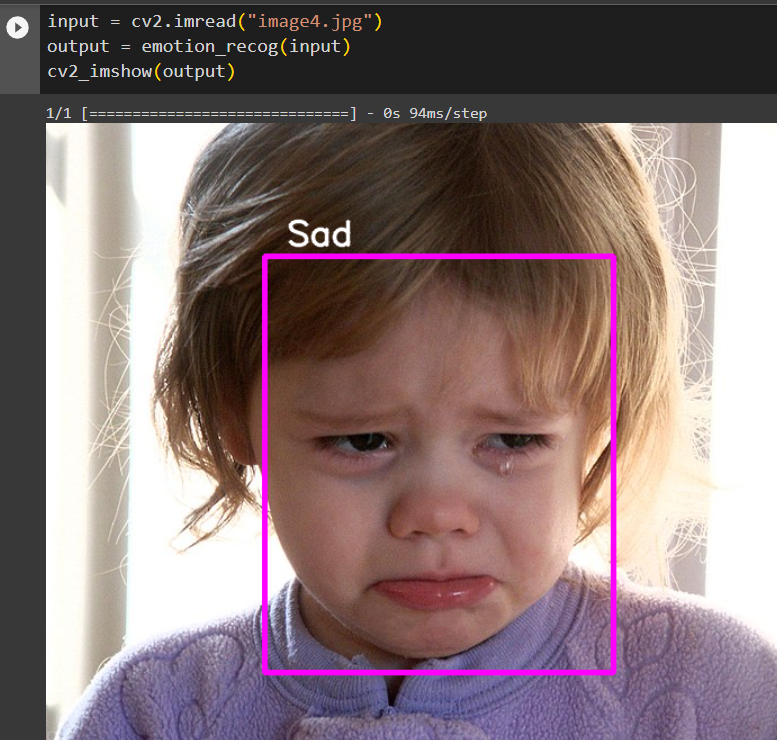 input = cv2.imread("image4.jpg")
output = emotion_recog(input)
cv2_imshow(output)
1/1 [==============================] - 0s 94ms/step
Sad